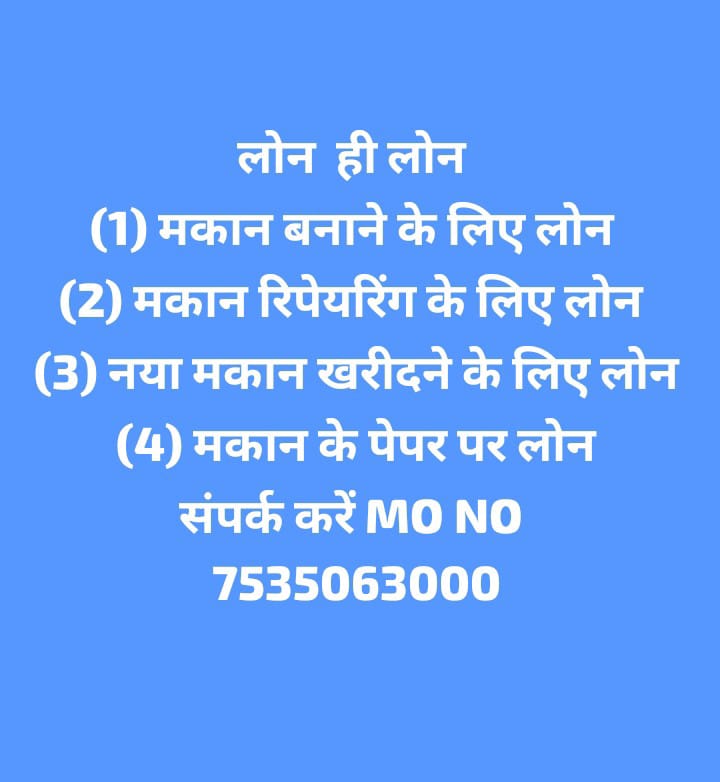 लोन ही लोन
(1) मकान बनाने के लिए लोन
(2) मकान रिपेयरिंग के लिए लोन
(3) नया मकान खरीदने के लिए लोन
(4) मकान के पेपर पर लोन
संपर्क करें MO NO
7535063000